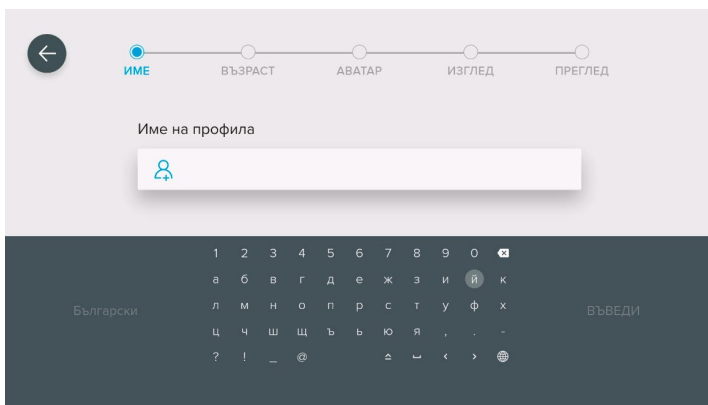 ИМЕ ВЪЗРАСТ АВАТАР ИЗГЛЕД ПРЕГЛЕД
Име на профила
1 2 3 4 5 6 7 8 9 0
а б в г д е ж з и й к
Български л м н о п р с т у ф х ВЪВЕДИ
ц ч ш щ ъ ь ю я , . -
? ! _ @ ‹ ›